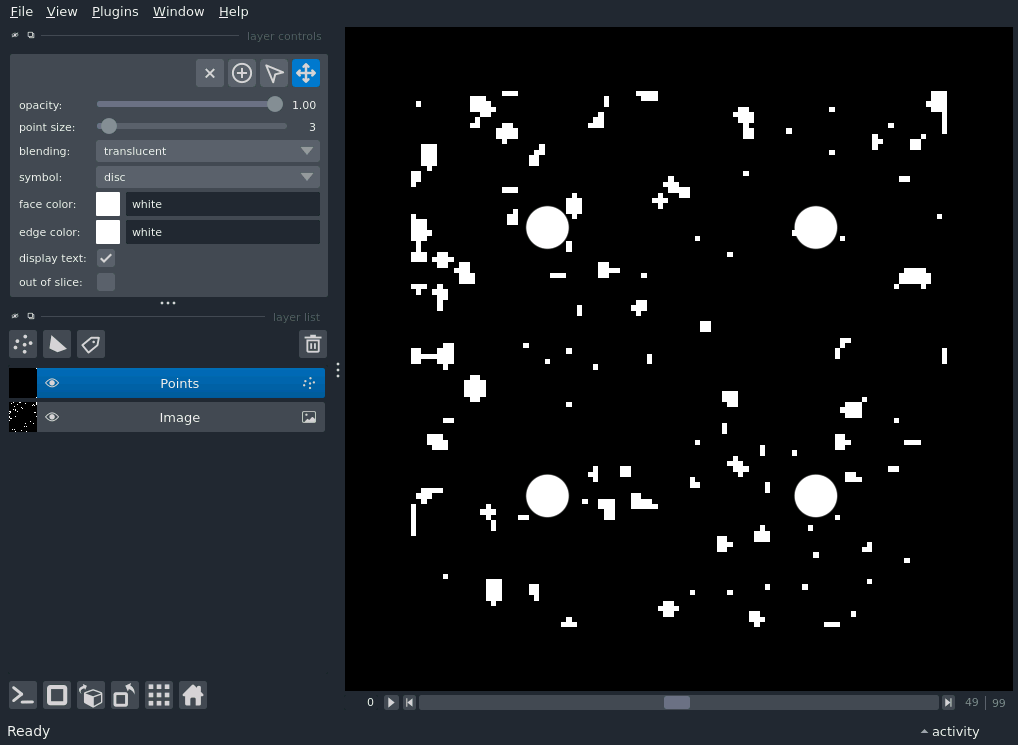 File View Plugins Window Help
layer controls
opacity: 1.00
point size: 3
blending: translucent
symbol: disc
face color: white
edge color: white
display text:
out of slice:
layer list
Points
Image
0 49 99
Ready activity